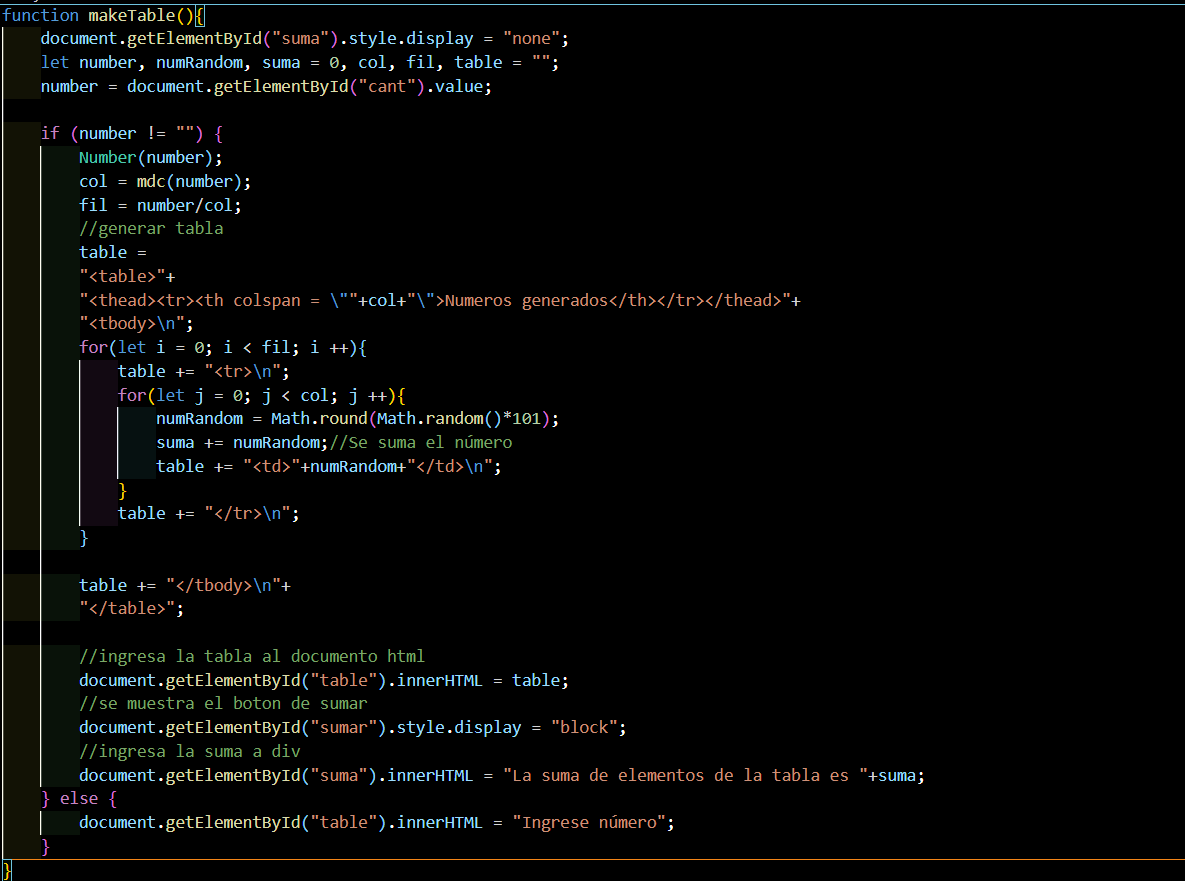 function makeTable(){
    document.getElementById("suma").style.display = "none";
    let number, numRandom, suma = 0, col, fil, table = "";
    number = document.getElementById("cant").value;

    if (number != "") {
        Number(number);
        col = mdc(number);
        fil = number/col;
        //generar tabla
        table =
        "<table>"+
        "<thead><tr><th colspan = \""+col+"\">Numeros generados</th></tr></thead>"+
        "<tbody>\n";
        for(let i = 0; i < fil; i ++){
            table += "<tr>\n";
            for(let j = 0; j < col; j ++){
                numRandom = Math.round(Math.random()*101);
                suma += numRandom;//Se suma el número
                table += "<td>"+numRandom+"</td>\n";
            }
            table += "</tr>\n";
        }

        table += "</tbody>\n"+
        "</table>";

        //ingresa la tabla al documento html
        document.getElementById("table").innerHTML = table;
        //se muestra el boton de sumar
        document.getElementById("sumar").style.display = "block";
        //ingresa la suma a div
        document.getElementById("suma").innerHTML = "La suma de elementos de la tabla es "+suma;
    } else {
        document.getElementById("table").innerHTML = "Ingrese número";
    }
}